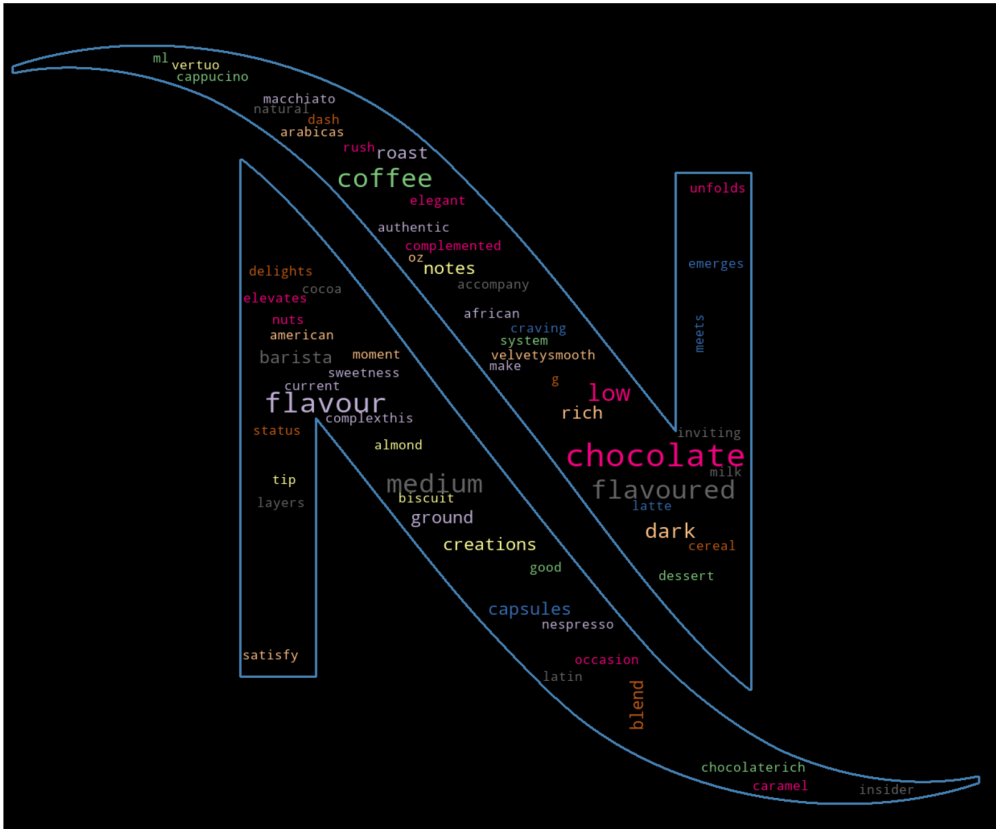 ml
vertuo
cappucino
macchiato
natural
dash
arabicas
rush
roast
coffee
unfolds
elegant
authentic
complemented
oz
emerges
notes
delights
accompany
cocoa
elevates
african
nuts
craving
meets
american
system
barista
moment
velvetysmooth
make
sweetness
g
current
low
flavour
rich
complexthis
status
inviting
almond
chocolate
milk
tip
medium
flavoured
biscuit
layers
latte
ground
dark
creations
cereal
good
dessert
capsules
nespresso
satisfy
occasion
latin
blend
chocolaterich
caramel
insider